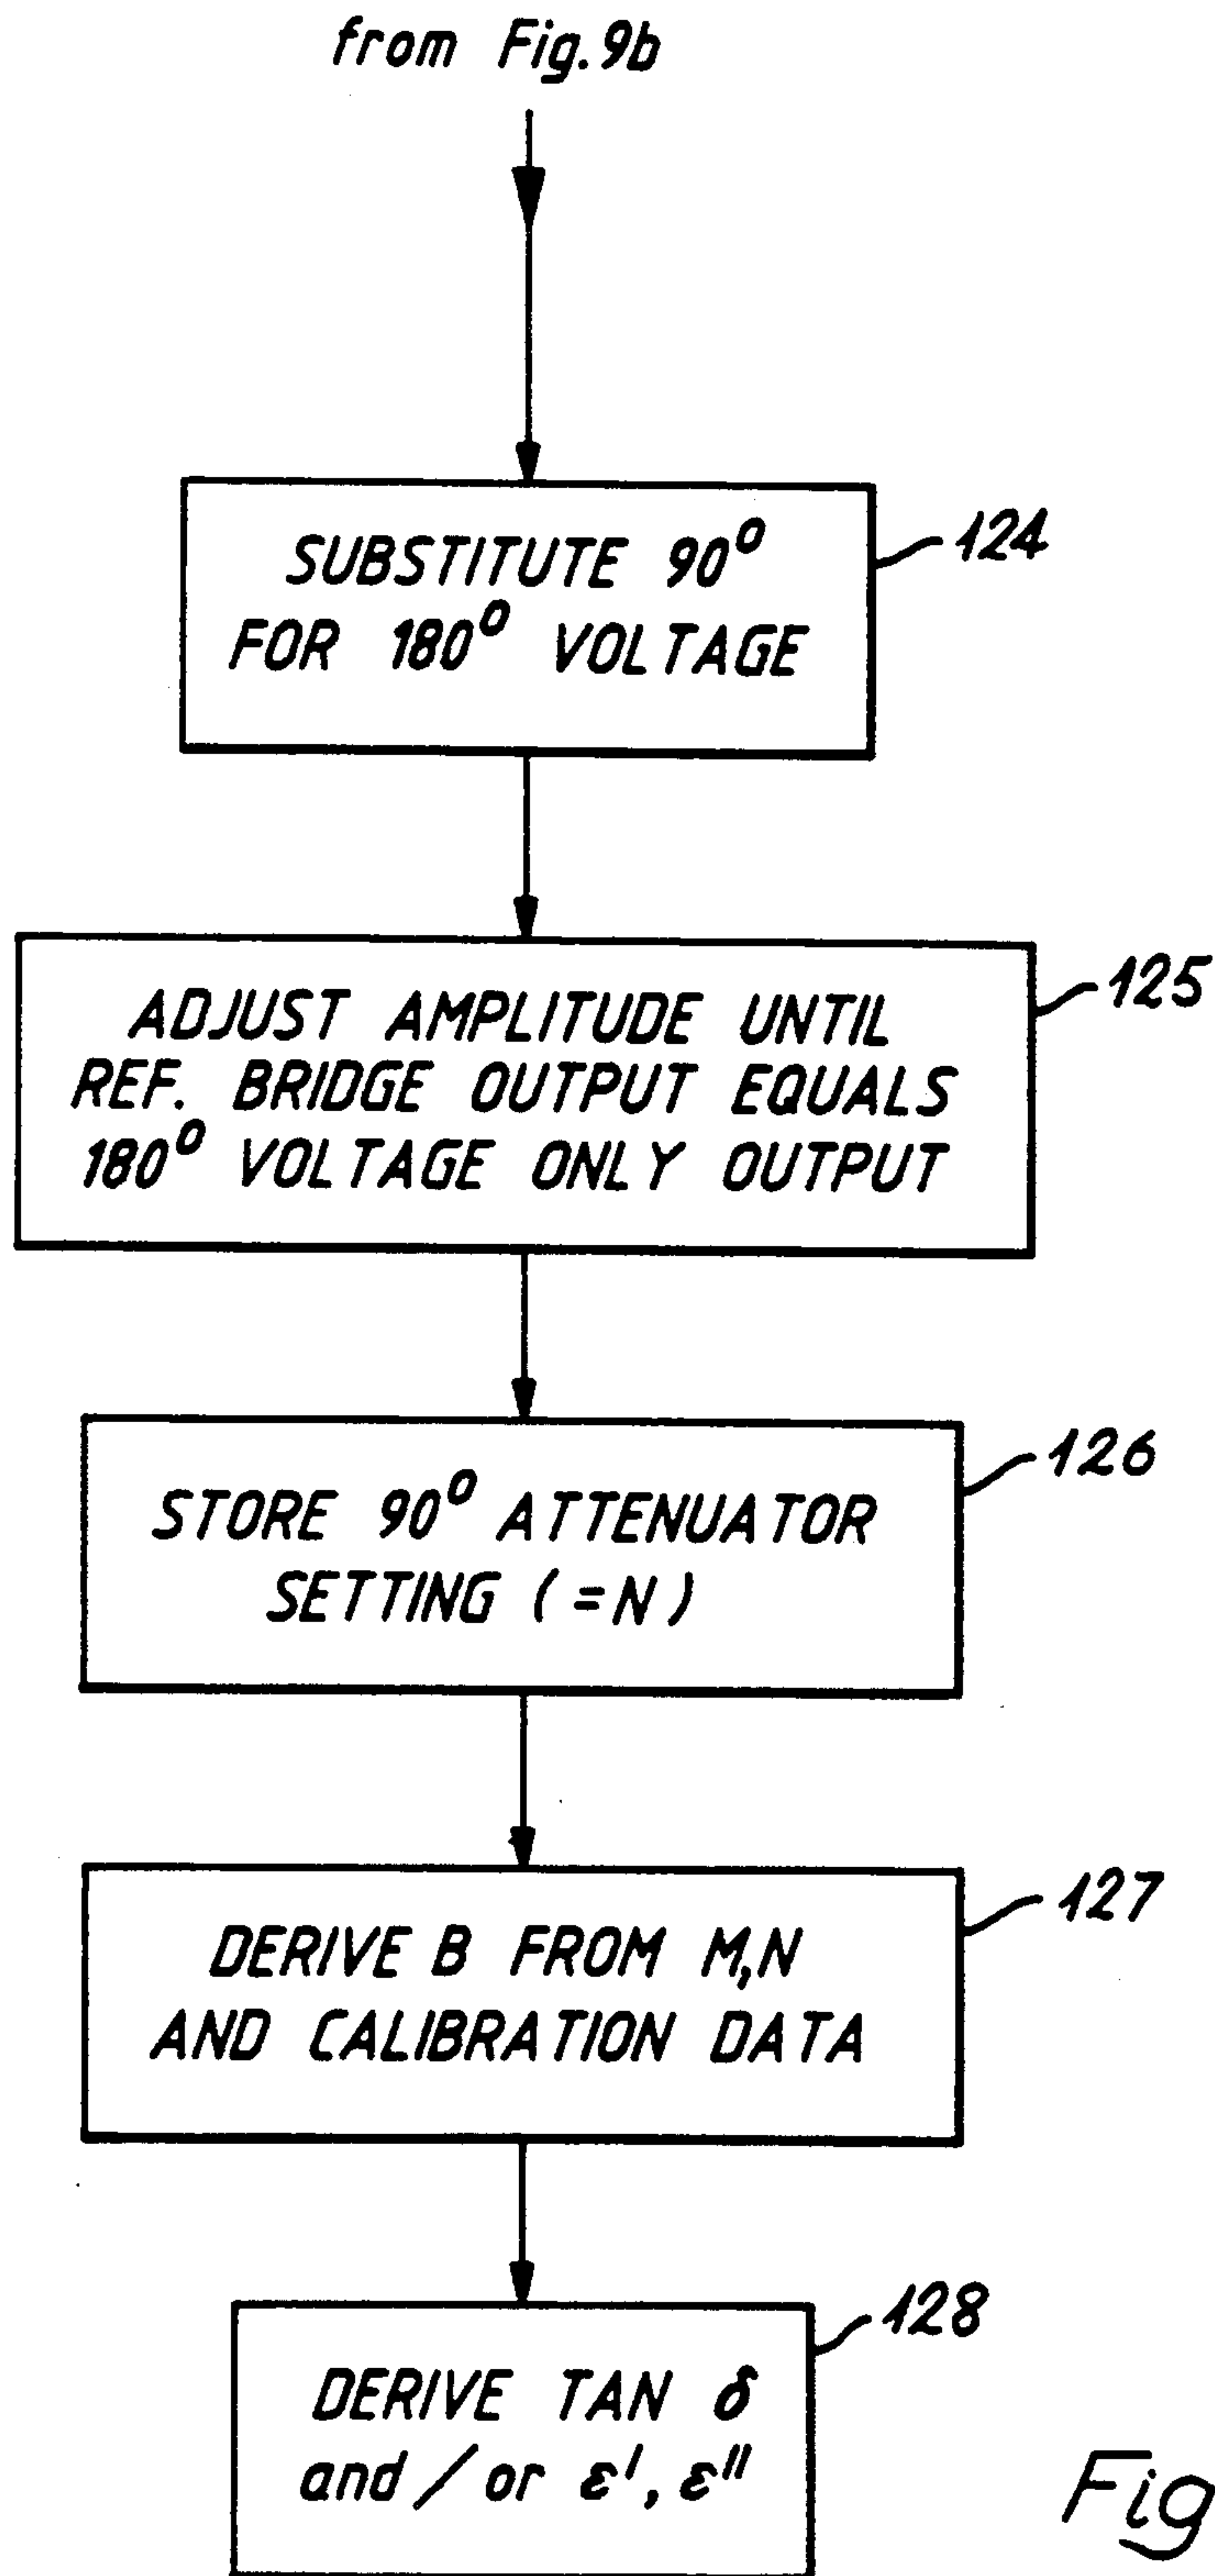 from Fig. 9b
SUBSTITUTE 90°
FOR 180° VOLTAGE
124
ADJUST AMPLITUDE UNTIL
REF. BRIDGE OUTPUT EQUALS
180° VOLTAGE ONLY OUTPUT
125
STORE 90° ATTENUATOR
SETTING (=N)
126
DERIVE B FROM M,N
AND CALIBRATION DATA
127
DERIVE TAN δ
and/or ε', ε"
128
Fig